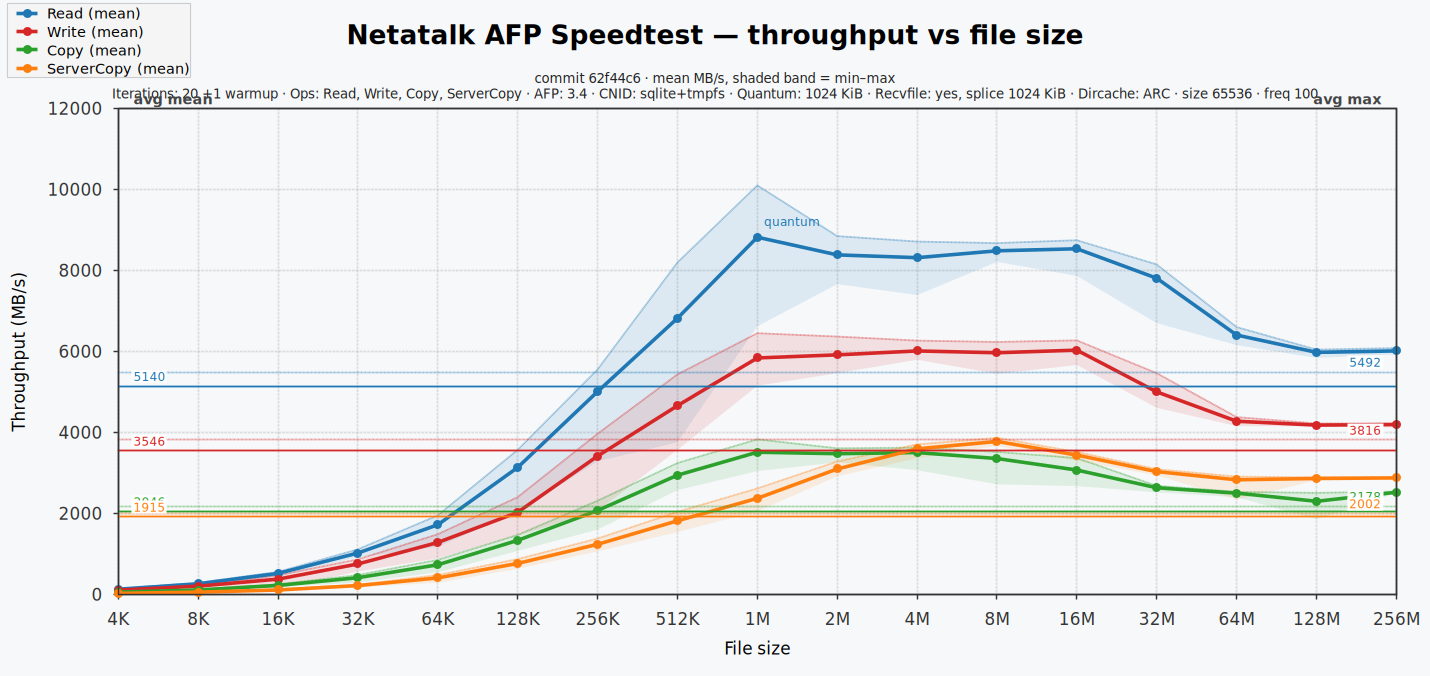 Read (mean)
Write (mean)
Copy (mean)
ServerCopy (mean)
Netatalk AFP Speedtest — throughput vs file size
commit 62f44c6 · mean MB/s, shaded band = min–max
Iterations: 20 +1 warmup · Ops: Read, Write, Copy, ServerCopy · AFP: 3.4 · CNID: sqlite+tmpfs · Quantum: 1024 KiB · Recvfile: yes, splice 1024 KiB · Dircache: ARC · size 65536 · freq 100
avg mean
avg max
12000
10000
8000
6000
4000
2000
0
Throughput (MB/s)
quantum
5140
5492
3546
3816
2046
2178
1915
2002
4K 8K 16K 32K 64K 128K 256K 512K 1M 2M 4M 8M 16M 32M 64M 128M 256M
File size